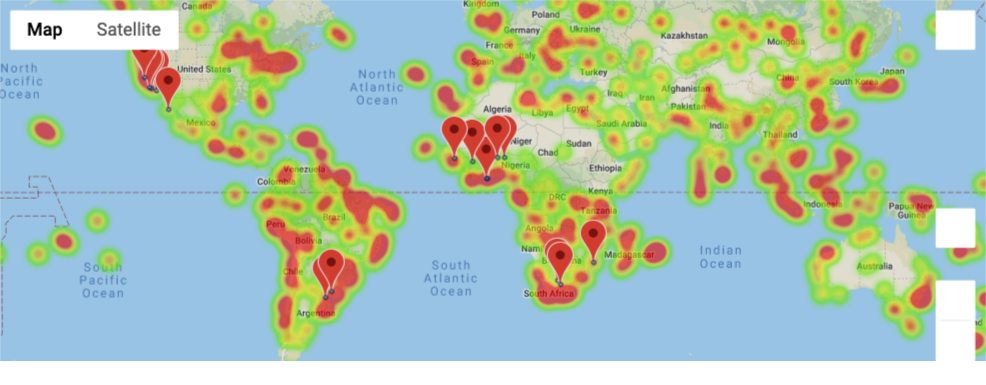 Map
Satellite
Canada
Kingdom
Poland
Ukraine
Germany
Kazakhstan
Mongolia
France
Italy
Spain
North
Pacific
Ocean
United States
North
Atlantic
Ocean
Turkey
China
South Korea
Japan
Afghanistan
Iraq
Iran
Pakistan
Algeria
Libya
Egypt
Saudi Arabia
India
Mexico
Thailand
Niger
Chad
Sudan
Nigeria
Ethiopia
Venezuela
Colombia
Kenya
DRC
Tanzania
Indonesia
Papua New
Guinea
Brazil
Peru
Bolivia
Angola
Nami
Madagascar
Indian
Ocean
Australia
South
Pacific
Ocean
Chile
South
Atlantic
Ocean
South Africa
Argentina